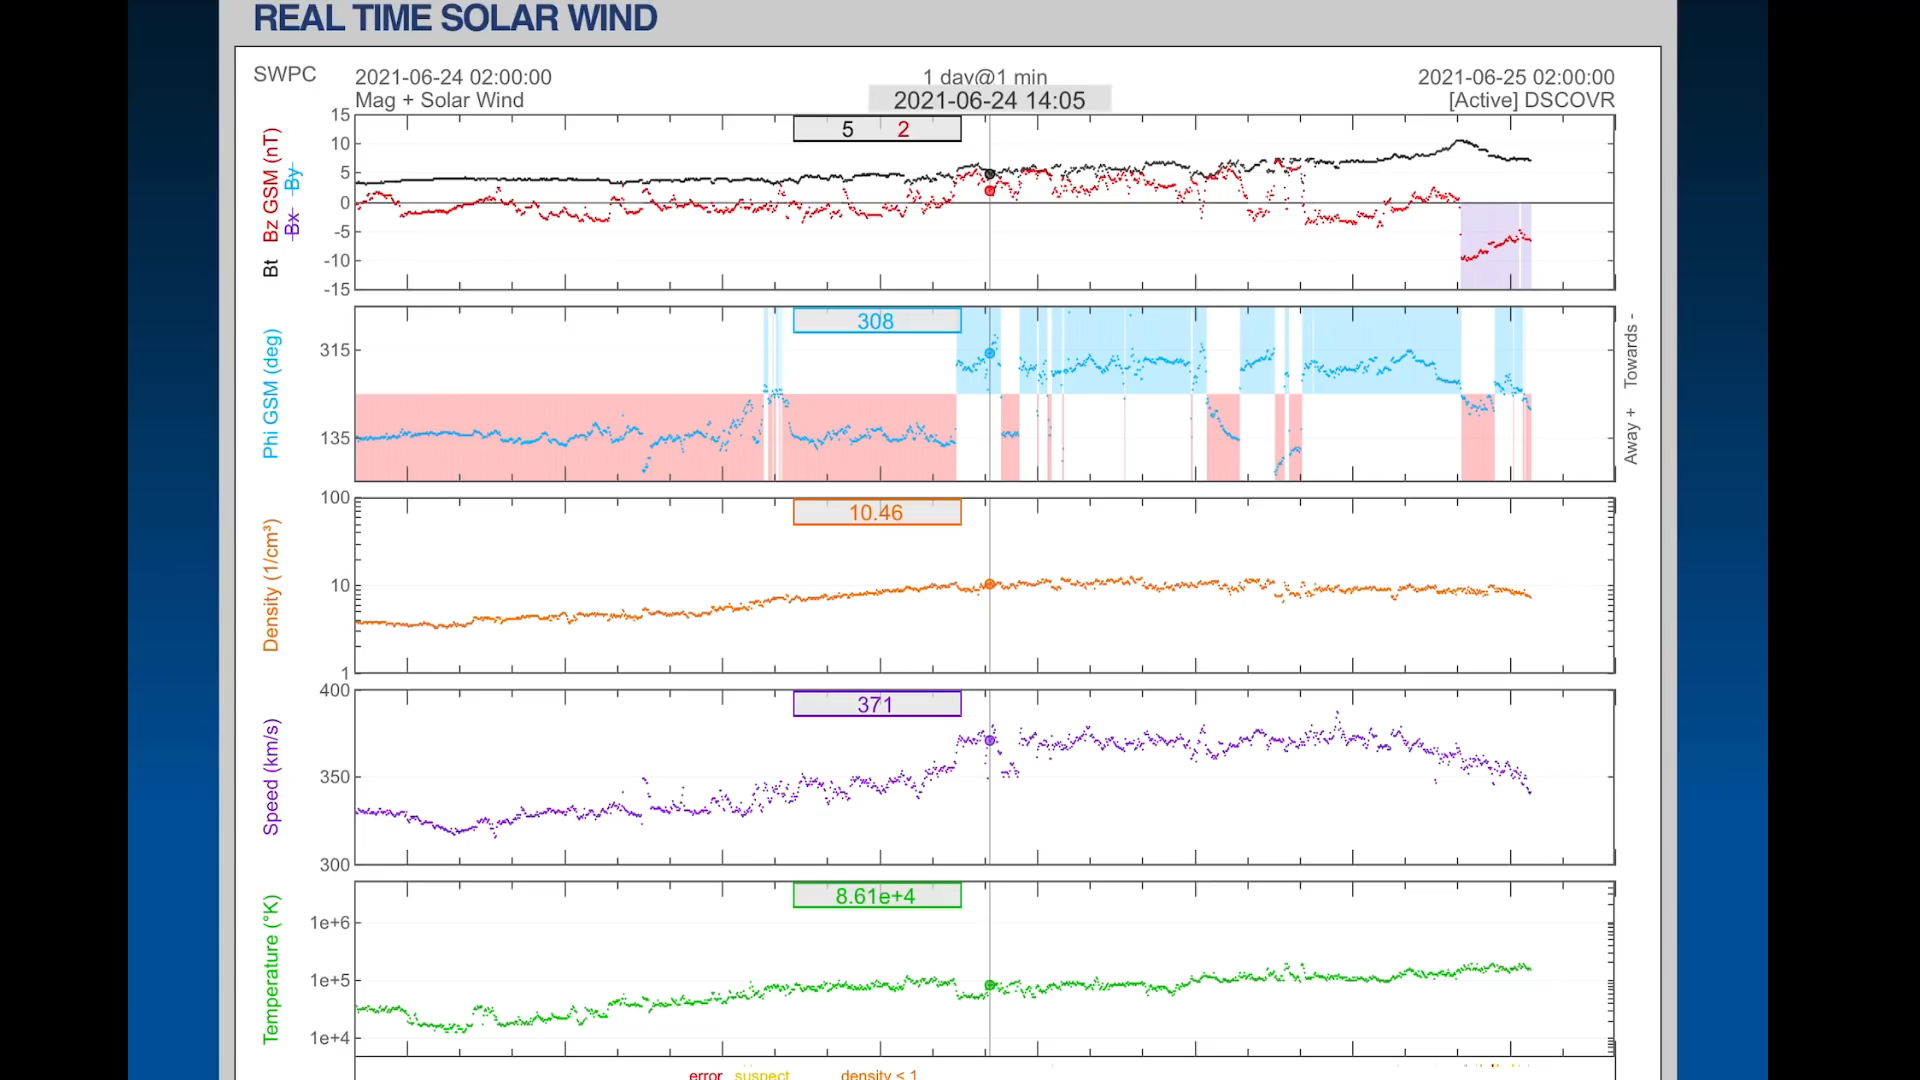 REAL TIME SOLAR WIND
SWPC
2021-06-24 02:00:00
1 day@1 min
2021-06-25 02:00:00
Mag + Solar Wind
2021-06-24 14:05
[Active] DSCOVR
Bt Bz GSM (nT)
Bx By
15
10
5
0
-5
-10
-15
5 2
Phi GSM (deg)
315
135
308
Towards -
Away +
Density (1/cm³)
100
10
1
10.46
Speed (km/s)
400
350
300
371
Temperature (°K)
1e+6
1e+5
1e+4
8.61e+4
error suspect density < 1